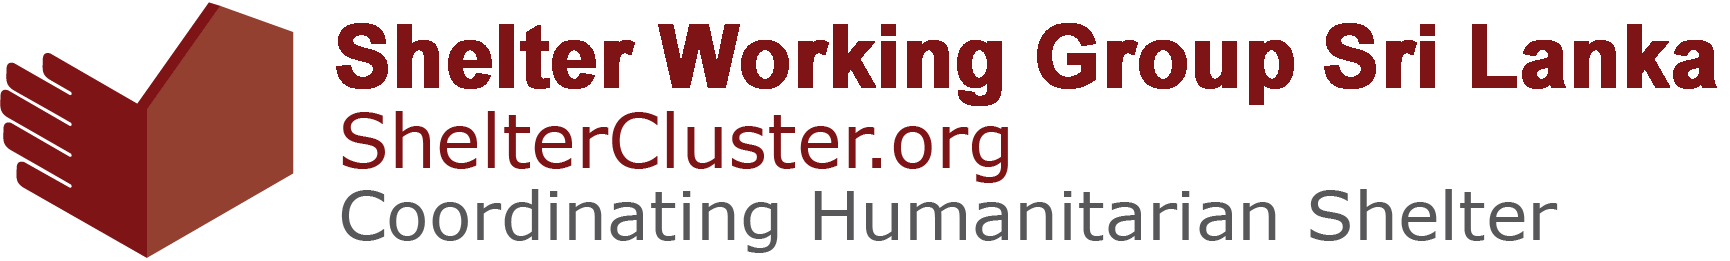 Shelter Working Group Sri Lanka
ShelterCluster.org
Coordinating Humanitarian Shelter